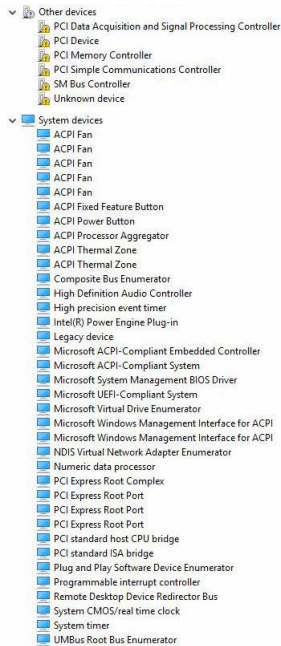 Other devices
PCI Data Acquisition and Signal Processing Controller
PCI Device
PCI Memory Controller
PCI Simple Communications Controller
SM Bus Controller
Unknown device
System devices
ACPI Fan
ACPI Fan
ACPI Fan
ACPI Fan
ACPI Fan
ACPI Fixed Feature Button
ACPI Power Button
ACPI Processor Aggregator
ACPI Thermal Zone
ACPI Thermal Zone
Composite Bus Enumerator
High Definition Audio Controller
High precision event timer
Intel(R) Power Engine Plug-in
Legacy device
Microsoft ACPI-Compliant Embedded Controller
Microsoft ACPI-Compliant System
Microsoft System Management BIOS Driver
Microsoft UEFI-Compliant System
Microsoft Virtual Drive Enumerator
Microsoft Windows Management Interface for ACPI
Microsoft Windows Management Interface for ACPI
NDIS Virtual Network Adapter Enumerator
Numeric data processor
PCI Express Root Complex
PCI Express Root Port
PCI Express Root Port
PCI Express Root Port
PCI standard host CPU bridge
PCI standard ISA bridge
Plug and Play Software Device Enumerator
Programmable interrupt controller
Remote Desktop Device Redirector Bus
System CMOS/real time clock
System timer
UMBus Root Bus Enumerator